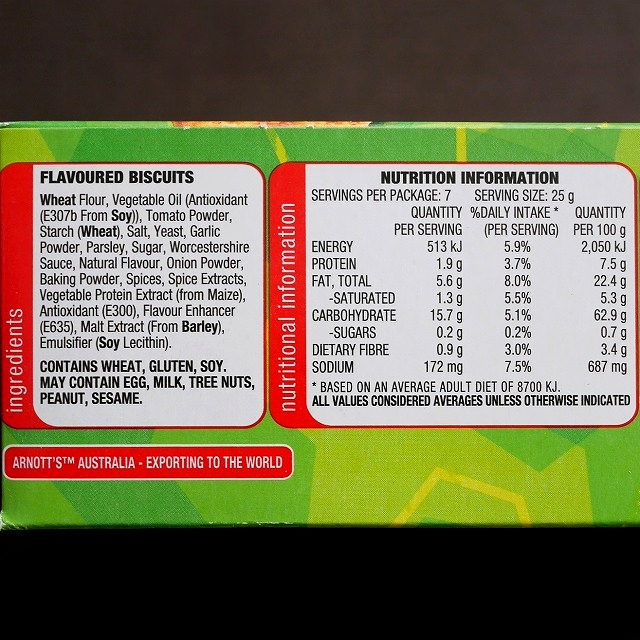 ingredients
FLAVOURED BISCUITS
Wheat Flour, Vegetable Oil (Antioxidant
(E307b From Soy)), Tomato Powder,
Starch (Wheat), Salt, Yeast, Garlic
Powder, Parsley, Sugar, Worcestershire
Sauce, Natural Flavour, Onion Powder,
Baking Powder, Spices, Spice Extracts,
Vegetable Protein Extract (from Maize),
Antioxidant (E300), Flavour Enhancer
(E635), Malt Extract (From Barley),
Emulsifier (Soy Lecithin).
CONTAINS WHEAT, GLUTEN, SOY.
MAY CONTAIN EGG, MILK, TREE NUTS,
PEANUT, SESAME.
nutritional information
NUTRITION INFORMATION
SERVINGS PER PACKAGE: 7 SERVING SIZE: 25 g
QUANTITY %DAILY INTAKE * QUANTITY
PER SERVING (PER SERVING) PER 100 g
ENERGY 513 kJ 5.9% 2,050 kJ
PROTEIN 1.9 g 3.7% 7.5 g
FAT, TOTAL 5.6 g 8.0% 22.4 g
-SATURATED 1.3 g 5.5% 5.3 g
CARBOHYDRATE 15.7 g 5.1% 62.9 g
-SUGARS 0.2 g 0.2% 0.7 g
DIETARY FIBRE 0.9 g 3.0% 3.4 g
SODIUM 172 mg 7.5% 687 mg
* BASED ON AN AVERAGE ADULT DIET OF 8700 KJ.
ALL VALUES CONSIDERED AVERAGES UNLESS OTHERWISE INDICATED
ARNOTT'S™ AUSTRALIA - EXPORTING TO THE WORLD